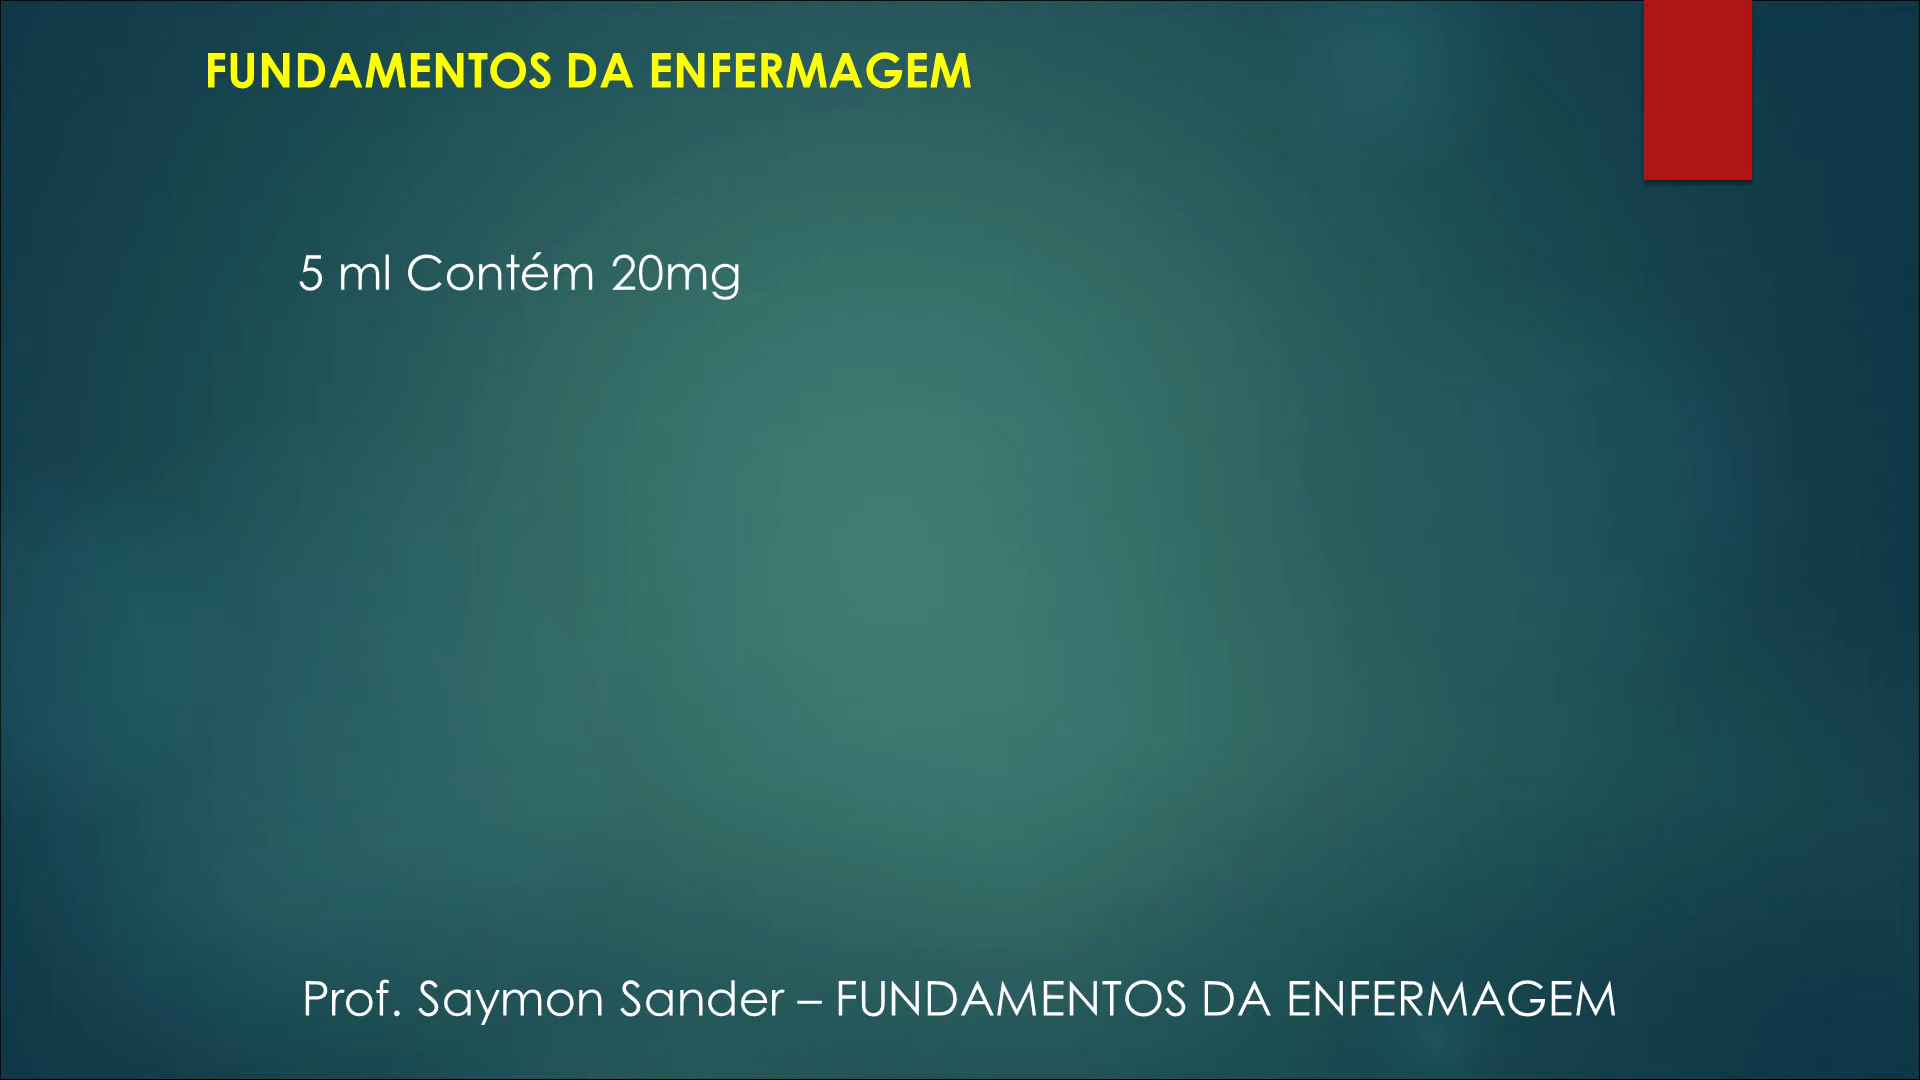 FUNDAMENTOS DA ENFERMAGEM
5 ml Contém 20mg
Prof. Saymon Sander – FUNDAMENTOS DA ENFERMAGEM